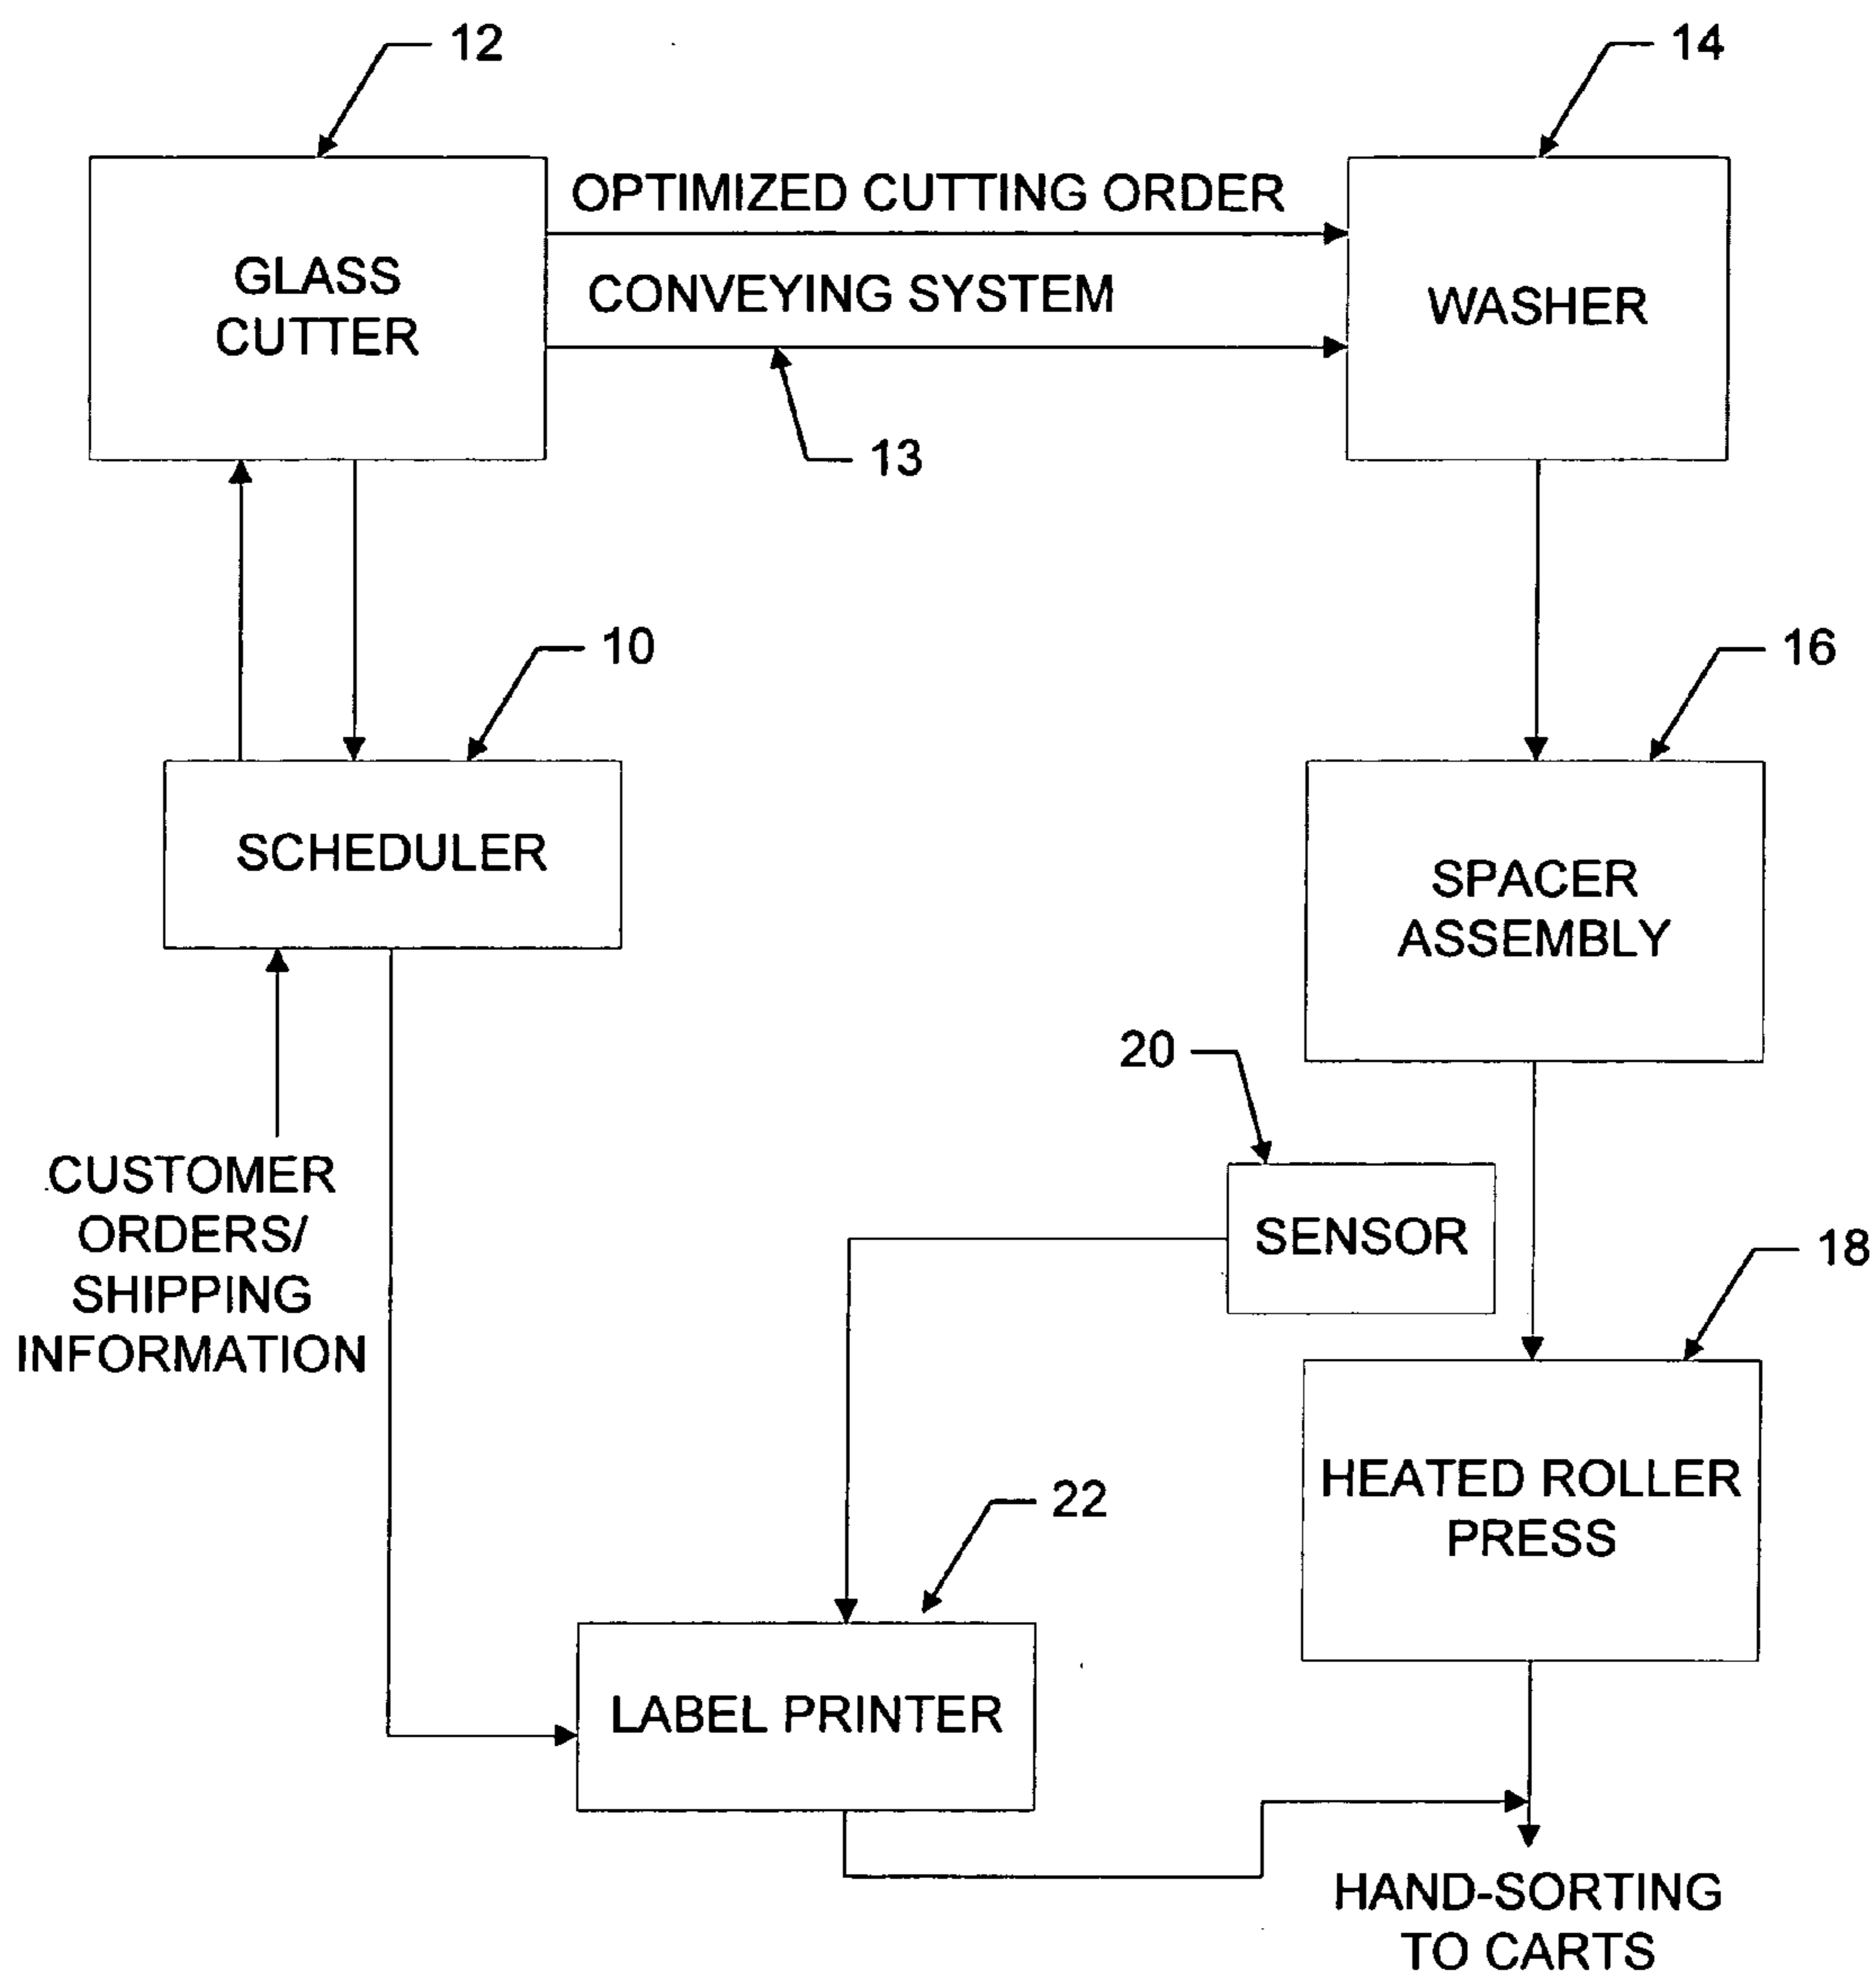 12
14
OPTIMIZED CUTTING ORDER
GLASS
CUTTER
CONVEYING SYSTEM
WASHER
13
10
16
SCHEDULER
SPACER
ASSEMBLY
20
CUSTOMER
ORDERS/
SHIPPING
INFORMATION
SENSOR
18
HEATED ROLLER
PRESS
22
LABEL PRINTER
HAND-SORTING
TO CARTS